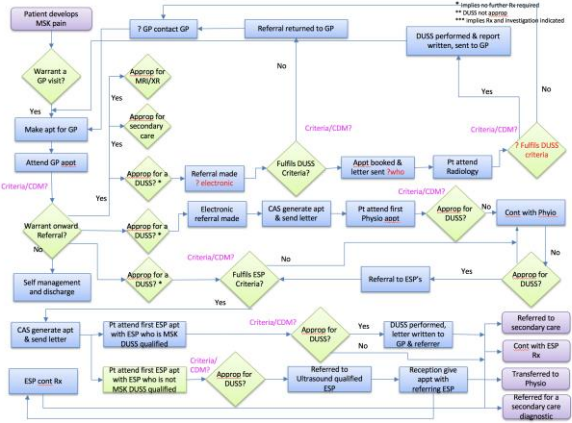 Patient develops
MSK pain
? GP contact GP
Referral returned to GP
* Implies no further Rx required
** DUSS not approp
*** Implies Rx and investigation indicated
DUSS performed & report
written, sent to GP
Warrant a
GP visit?
Approp for
MRI/XR
No
No
Yes
Yes
Yes
Make apt for GP
Approp for
secondary
care
Criteria/CDM?
Criteria/CDM?
Yes
Attend GP appt
? Fulfils DUSS
criteria
Criteria/CDM?
Approp for a
DUSS? *
Referral made
? electronic
Fulfils DUSS
Criteria?
Appt booked &
letter sent ?who
Pt attend
Radiology
Criteria/CDM?
Warrant onward
Referral?
Approp for a
DUSS? *
Electronic
referral made
CAS generate apt
& send letter
Pt attend first
Physio appt
Approp for
DUSS?
No
Cont with Phyio
No
Criteria/CDM?
No
No
Self management
and discharge
Approp for a
DUSS? *
Fulfils ESP
Criteria?
Referral to ESP's
Yes
Approp for
DUSS?
Yes
CAS generate apt
& send letter
Pt attend first ESP apt
with ESP who is MSK
DUSS qualified
Criteria/CDM?
Approp for
DUSS?
Yes
DUSS performed,
letter written to
GP & referrer
Referred to
secondary care
No
Cont with ESP
Rx
ESP cont Rx
Pt attend first ESP apt
with ESP who is not
MSK DUSS qualified
Criteria/
CDM?
Approp for
DUSS?
Referred to
Ultrasound qualified
ESP
Reception give
appt with
referring ESP
Transferred to
Physio
Referred for a
secondary care
diagnostic